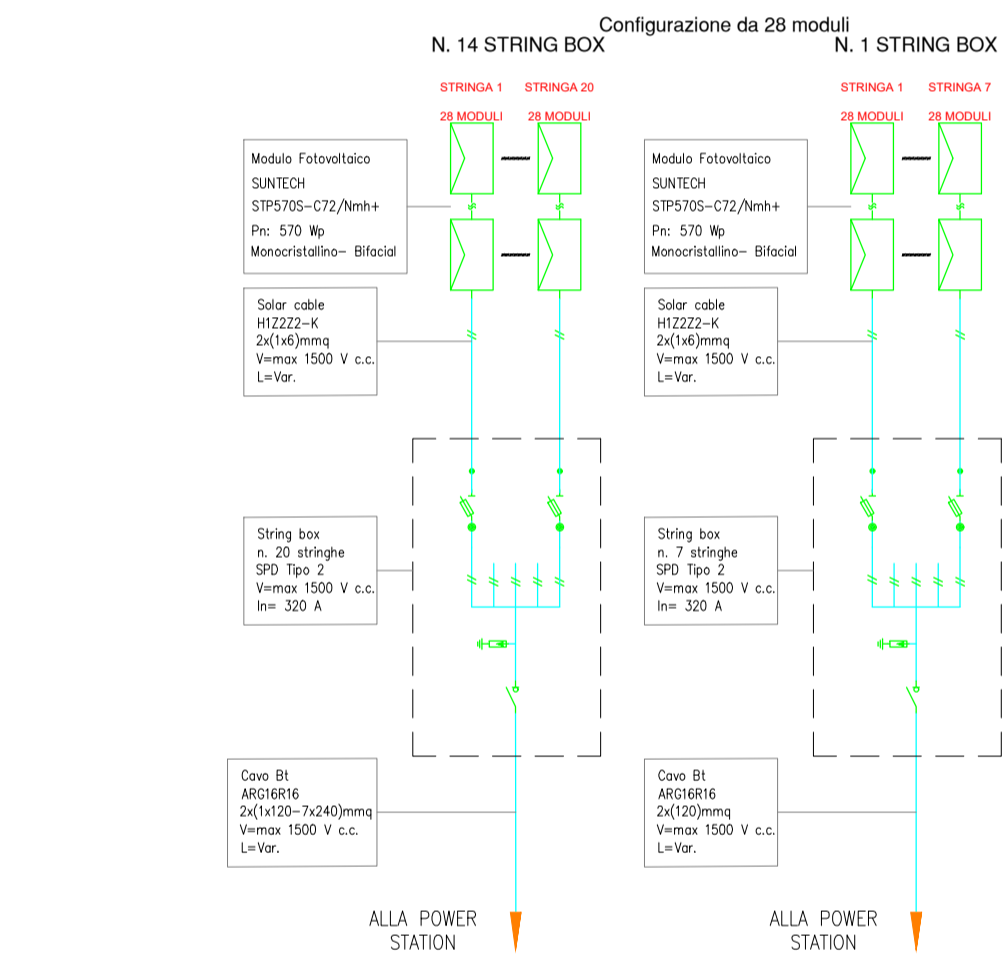 Configurazione da 28 moduli
N. 14 STRING BOX
STRINGA 1
STRINGA 20
28 MODULI
28 MODULI
Modulo Fotovoltaico
SUNTECH
STP570S-C72/Nmh+
Pn: 570 Wp
Monocristallino- Bifacial
Solar cable
H1Z2Z2-K
2x(1x6)mmq
V=max 1500 V c.c.
L=Var.
String box
n. 20 stringhe
SPD Tipo 2
V=max 1500 V c.c.
In= 320 A
Cavo Bt
ARG16R16
2x(1x120-7x240)mmq
V=max 1500 V c.c.
L=Var.
ALLA POWER
STATION
N. 1 STRING BOX
STRINGA 1
STRINGA 7
28 MODULI
28 MODULI
Modulo Fotovoltaico
SUNTECH
STP570S-C72/Nmh+
Pn: 570 Wp
Monocristallino- Bifacial
Solar cable
H1Z2Z2-K
2x(1x6)mmq
V=max 1500 V c.c.
L=Var.
String box
n. 7 stringhe
SPD Tipo 2
V=max 1500 V c.c.
In= 320 A
Cavo Bt
ARG16R16
2x(120)mmq
V=max 1500 V c.c.
L=Var.
ALLA POWER
STATION